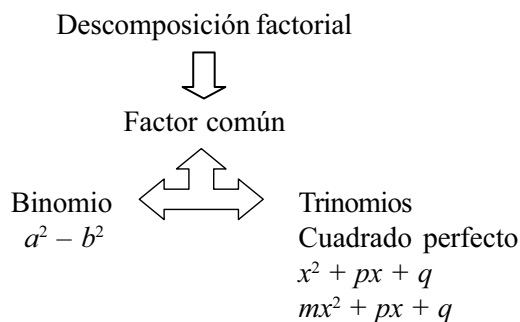 Descomposición factorial
Factor común
Binomio
a² – b²
Trinomios
Cuadrado perfecto
x² + px + q
mx² + px + q